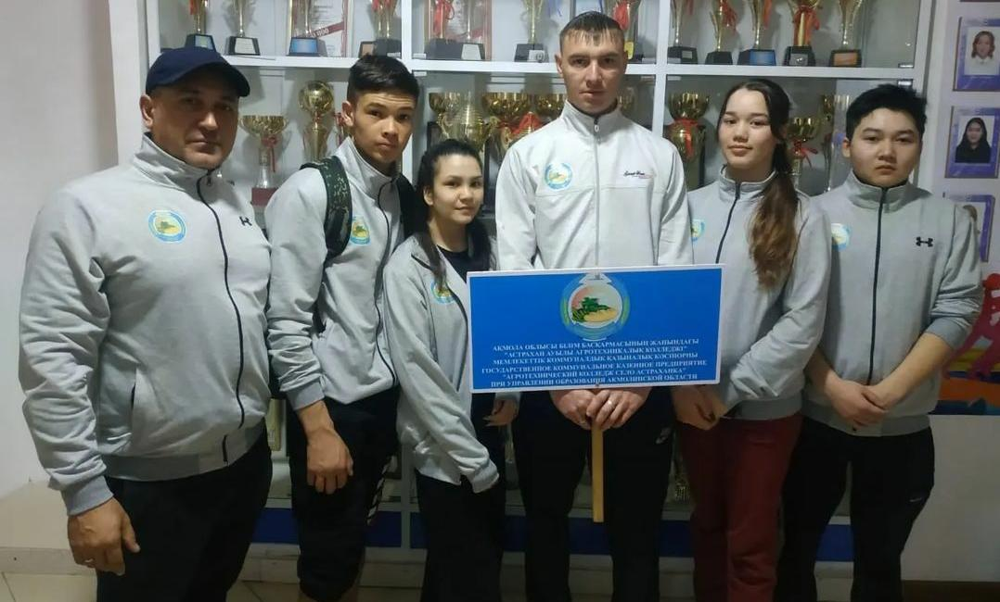 АҚМОЛА ОБЛЫСЫ БІЛІМ БАСҚАРМАСЫНЫҢ ЖАНЫНДАҒЫ
"АСТРАХАН АУЫЛЫ АГРОТЕХНИКАЛЫҚ КОЛЛЕДЖІ"
МЕМЛЕКЕТТІК КОММУНАЛДЫҚ ҚАЗЫНАЛЫҚ КӘСІПОРНЫ
ГОСУДАРСТВЕННОЕ КОММУНАЛЬНОЕ КАЗЕННОЕ ПРЕДПРИЯТИЕ
"АГРОТЕХНИЧЕСКИЙ КОЛЛЕДЖ СЕЛО АСТРАХАНКА"
ПРИ УПРАВЛЕНИИ ОБРАЗОВАНИЯ АКМОЛИНСКОЙ ОБЛАСТИ